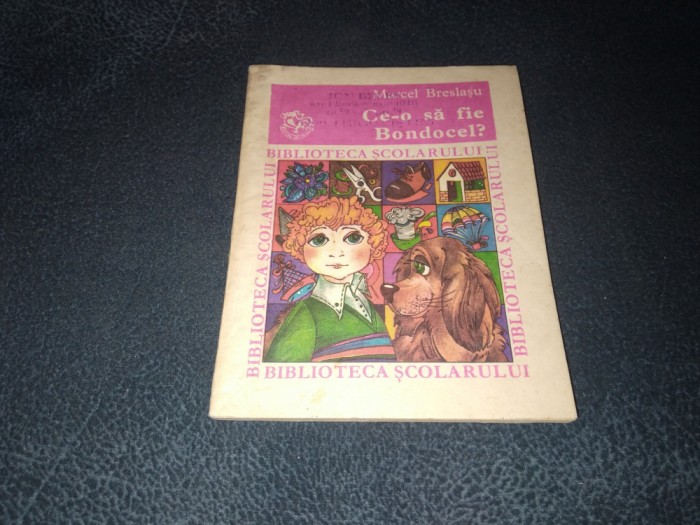 Marcel Breslașu
Ce-o să fie
Bondocel?
BIBLIOTECA ȘCOLARULUI
BIBLIOTECA ȘCOLARULUI
BIBLIOTECA ȘCOLARULUI
BIBLIOTECA ȘCOLARULUI